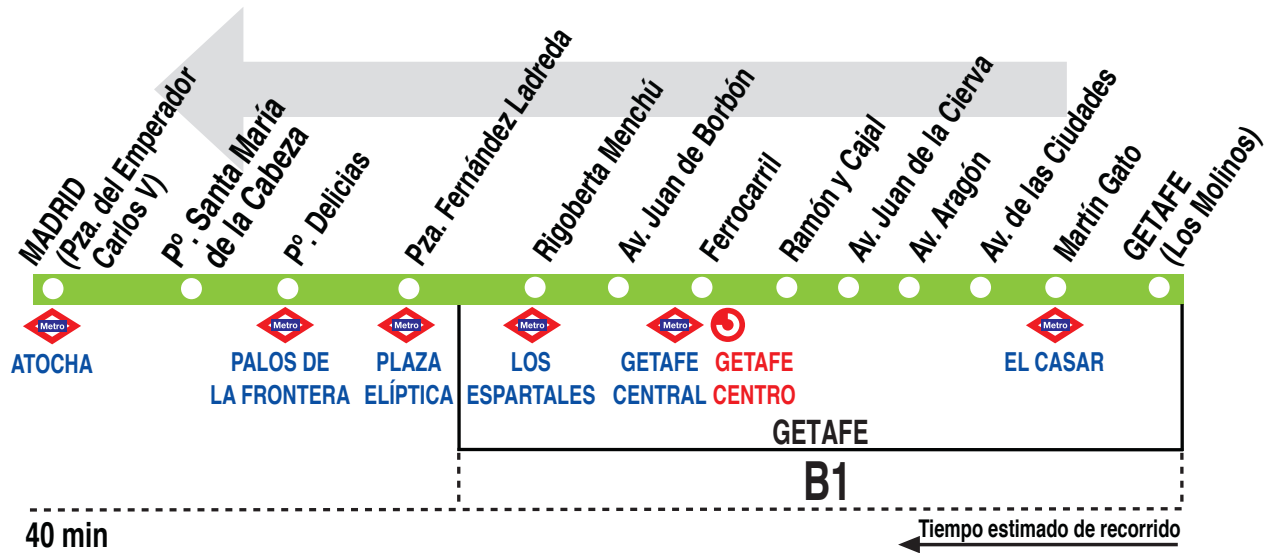 MADRID
(Pza. del Emperador
Carlos V)
Pº. Santa María
de la Cabeza
Pº. Delicias
Pza. Fernández Ladreda
Rigoberta Menchú
Av. Juan de Borbón
Ferrocarril
Ramón y Cajal
Av. Juan de la Cierva
Av. Aragón
Av. de las Ciudades
Martín Gato
GETAFE
(Los Molinos)
Metro
ATOCHA
Metro
PALOS DE
LA FRONTERA
Metro
PLAZA
ELÍPTICA
Metro
LOS
ESPARTALES
Metro
GETAFE
CENTRAL
GETAFE
CENTRO
Metro
EL CASAR
GETAFE
B1
40 min
Tiempo estimado de recorrido